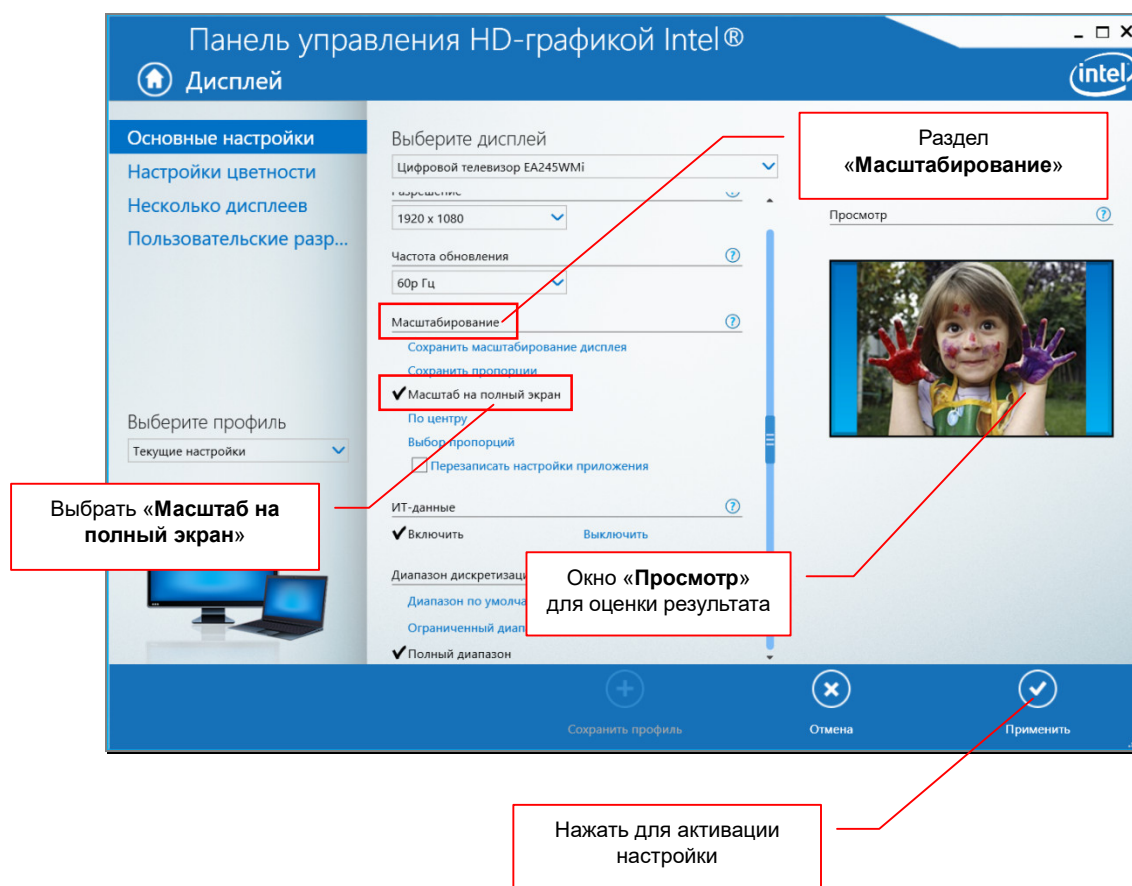 Панель управления HD-графикой Intel®
Дисплей
intel
Основные настройки
Настройки цветности
Несколько дисплеев
Пользовательские разр...
Выберите профиль
Текущие настройки
Выберите дисплей
Цифровой телевизор EA245WMi
Разрешение
1920 x 1080
Частота обновления
60p Гц
Масштабирование
Сохранить масштабирование дисплея
Сохранить пропорции
Масштаб на полный экран
По центру
Выбор пропорций
Перезаписать настройки приложения
ИТ-данные
Включить Выключить
Диапазон дискретизаци
Диапазон по умолча
Ограниченный диап
Полный диапазон
Раздел
«Масштабирование»
Просмотр
Выбрать «Масштаб на
полный экран»
Окно «Просмотр»
для оценки результата
Сохранить профиль
Отмена
Применить
Нажать для активации
настройки